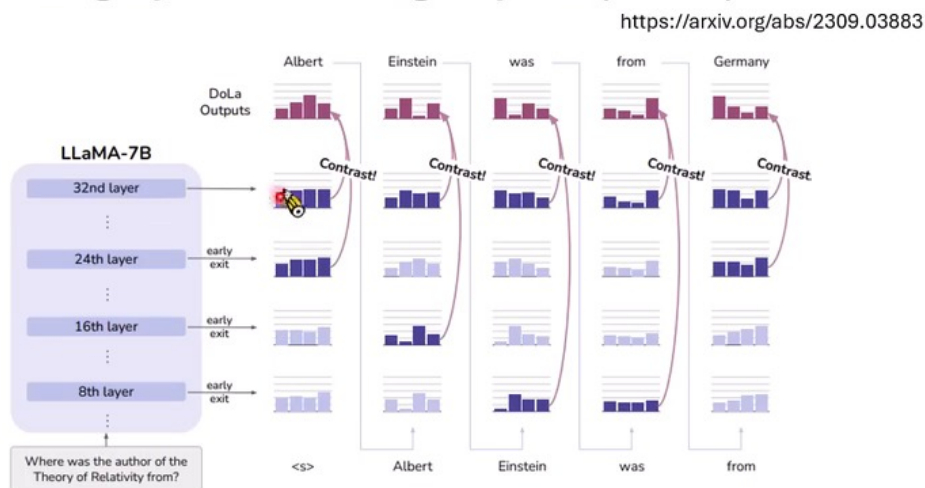 https://arxiv.org/abs/2309.03883
Albert Einstein was from Germany
DoLa
Outputs
LLaMA-7B
Contrast! Contrast! Contrast! Contrast! Contrast
32nd layer
24th layer
early
exit
16th layer
early
exit
8th layer
early
exit
Where was the author of the
Theory of Relativity from?
<s> Albert Einstein was from